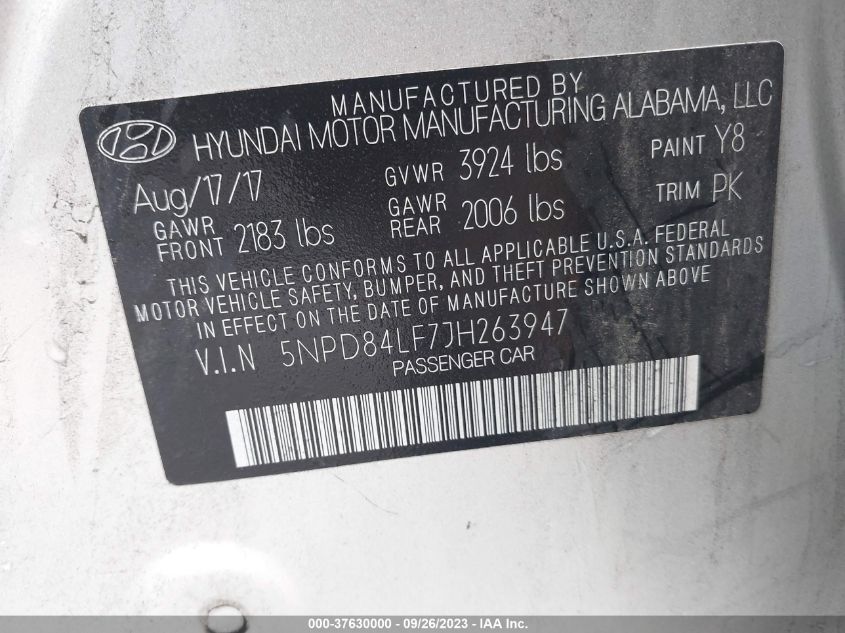 MANUFACTURED BY
HYUNDAI MOTOR MANUFACTURING ALABAMA, LLC
Aug/17/17 GVWR 3924 lbs PAINT Y8
GAWR FRONT 2183 lbs GAWR REAR 2006 lbs TRIM PK
THIS VEHICLE CONFORMS TO ALL APPLICABLE U.S.A. FEDERAL
MOTOR VEHICLE SAFETY, BUMPER, AND THEFT PREVENTION STANDARDS
IN EFFECT ON THE DATE OF MANUFACTURE SHOWN ABOVE
V.I.N 5NPD84LF7JH263947
PASSENGER CAR
000-37630000 - 09/26/2023 - IAA Inc.